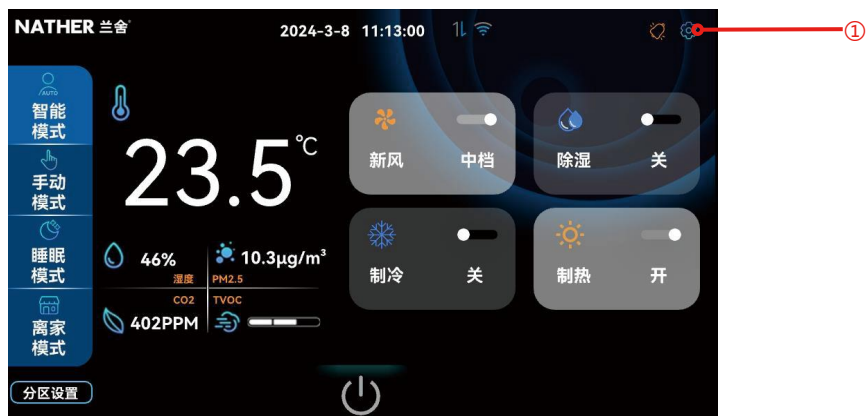 NATHER 兰舍
2024-3-8 11:13:00
①
AUTO
智能
模式
手动
模式
睡眠
模式
离家
模式
分区设置
23.5℃
46%
湿度
10.3μg/m³
PM2.5
CO2
402PPM
TVOC
新风 中档
除湿 关
制冷 关
制热 开